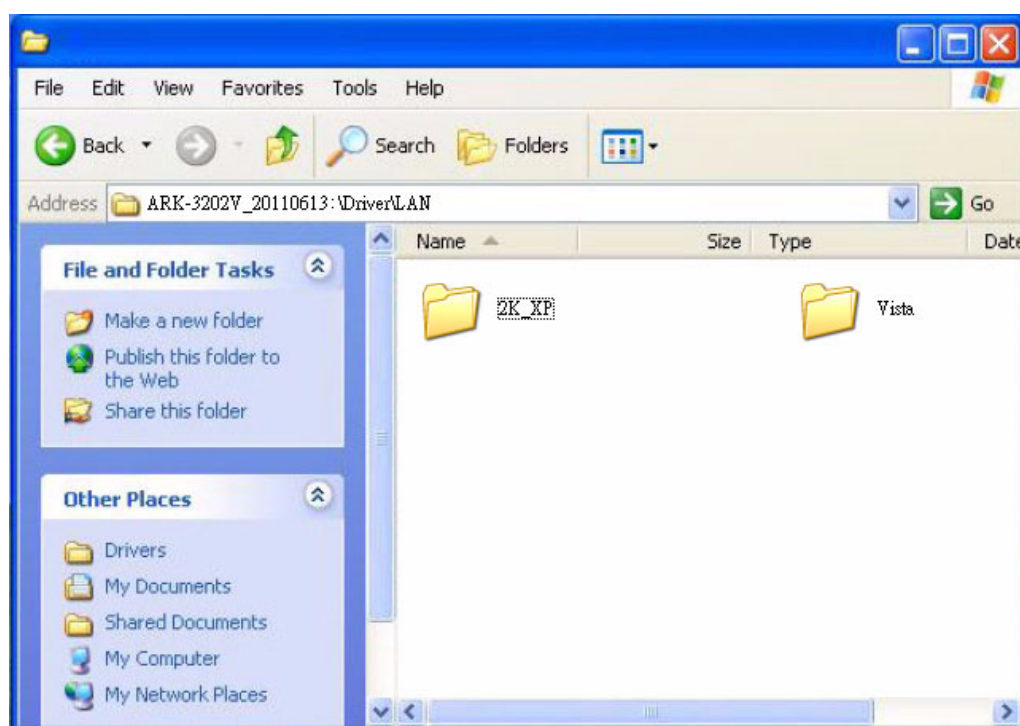 File Edit View Favorites Tools Help
Back Search Folders
Address ARK-3202V_20110613:\Driver\LAN Go
Name Size Type Date
File and Folder Tasks
Make a new folder
Publish this folder to
the Web
Share this folder
2K_XP Vista
Other Places
Drivers
My Documents
Shared Documents
My Computer
My Network Places